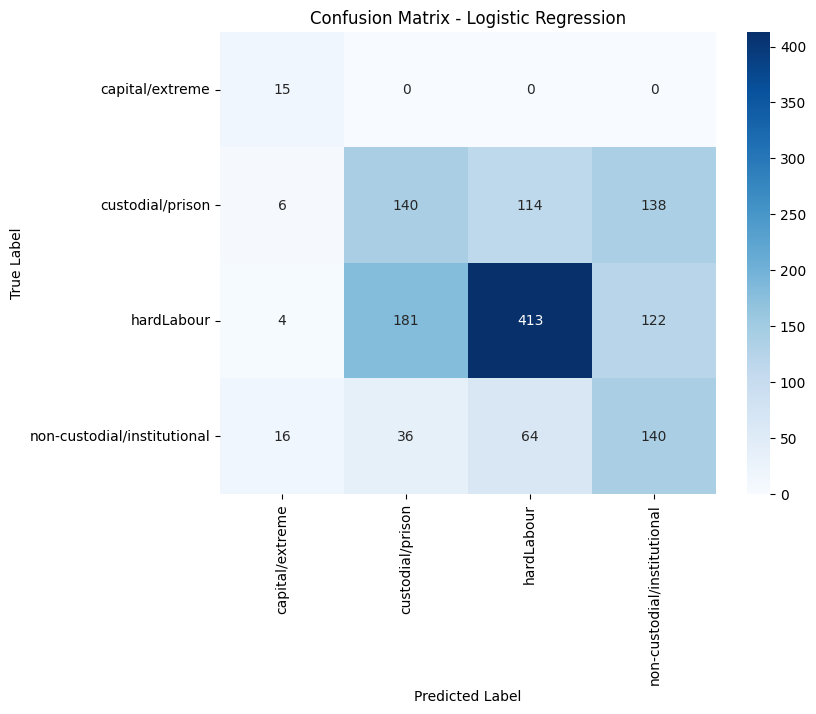 Confusion Matrix - Logistic Regression
True Label
capital/extreme 15 0 0 0
custodial/prison 6 140 114 138
hardLabour 4 181 413 122
non-custodial/institutional 16 36 64 140
capital/extreme
custodial/prison
hardLabour
non-custodial/institutional
Predicted Label
400
350
300
250
200
150
100
50
0